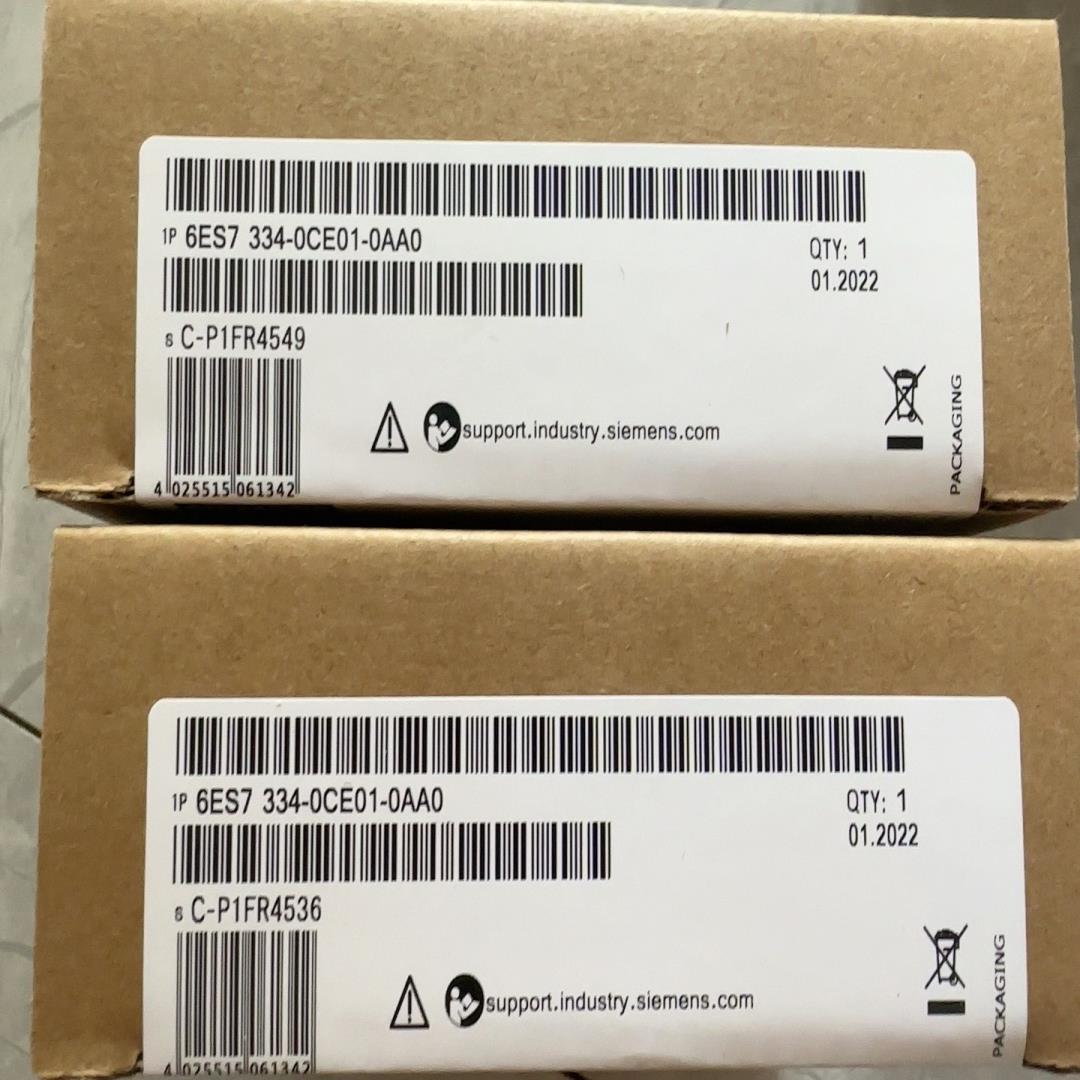 1P 6ES7 334-0CE01-0AA0
QTY: 1
01.2022
S C-P1FR4549
support.industry.siemens.com
PACKAGING
4 025515 061342
1P 6ES7 334-0CE01-0AA0
QTY: 1
01.2022
S C-P1FR4536
support.industry.siemens.com
PACKAGING
4 025515 061342